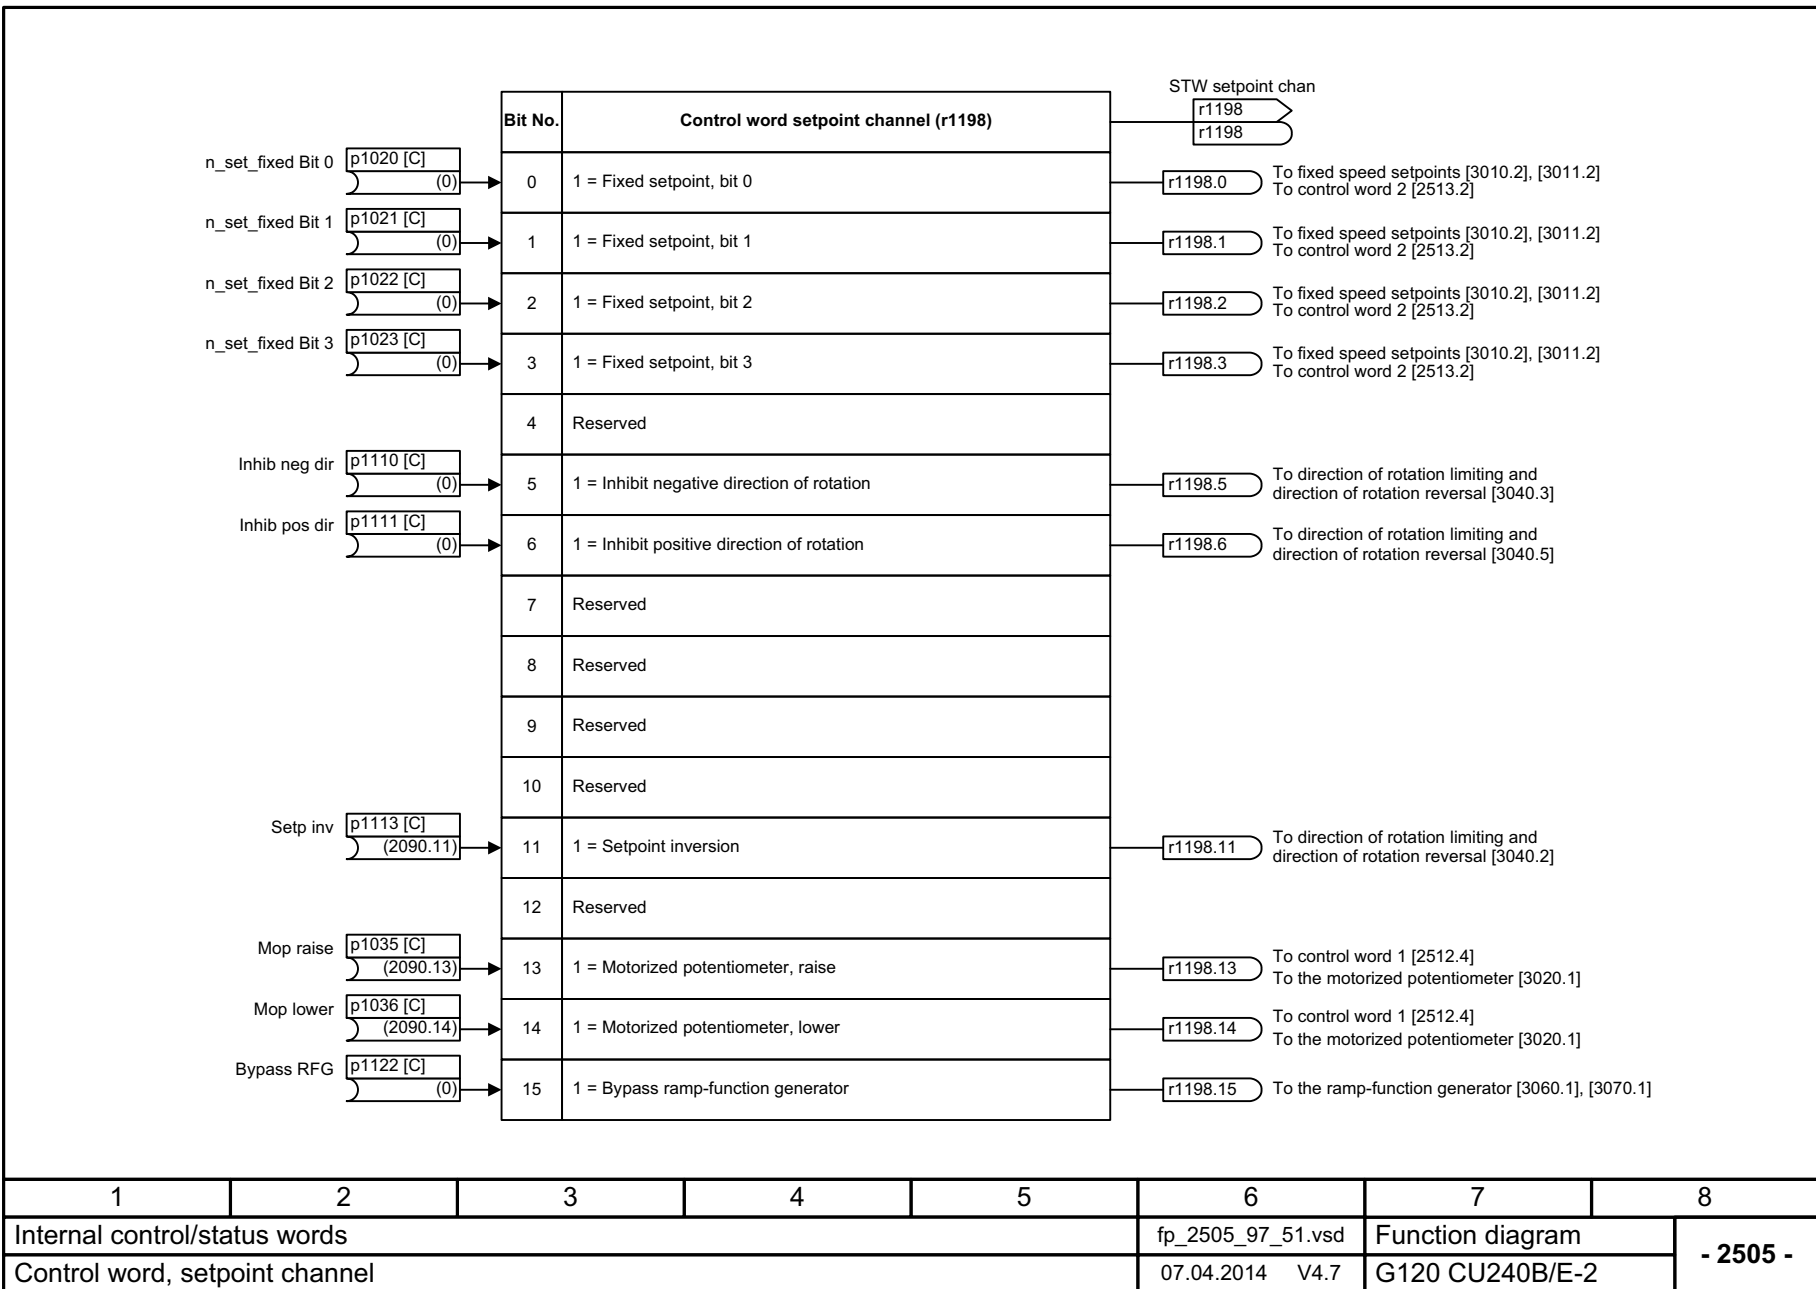 STW setpoint chan
r1198
r1198
Bit No. Control word setpoint channel (r1198)
n_set_fixed Bit 0 p1020 [C]
(0) 0 1 = Fixed setpoint, bit 0 r1198.0 To fixed speed setpoints [3010.2], [3011.2]
To control word 2 [2513.2]
n_set_fixed Bit 1 p1021 [C]
(0) 1 1 = Fixed setpoint, bit 1 r1198.1 To fixed speed setpoints [3010.2], [3011.2]
To control word 2 [2513.2]
n_set_fixed Bit 2 p1022 [C]
(0) 2 1 = Fixed setpoint, bit 2 r1198.2 To fixed speed setpoints [3010.2], [3011.2]
To control word 2 [2513.2]
n_set_fixed Bit 3 p1023 [C]
(0) 3 1 = Fixed setpoint, bit 3 r1198.3 To fixed speed setpoints [3010.2], [3011.2]
To control word 2 [2513.2]
4 Reserved
Inhib neg dir p1110 [C]
(0) 5 1 = Inhibit negative direction of rotation r1198.5 To direction of rotation limiting and
direction of rotation reversal [3040.3]
Inhib pos dir p1111 [C]
(0) 6 1 = Inhibit positive direction of rotation r1198.6 To direction of rotation limiting and
direction of rotation reversal [3040.5]
7 Reserved
8 Reserved
9 Reserved
10 Reserved
Setp inv p1113 [C]
(2090.11) 11 1 = Setpoint inversion r1198.11 To direction of rotation limiting and
direction of rotation reversal [3040.2]
12 Reserved
Mop raise p1035 [C]
(2090.13) 13 1 = Motorized potentiometer, raise r1198.13 To control word 1 [2512.4]
To the motorized potentiometer [3020.1]
Mop lower p1036 [C]
(2090.14) 14 1 = Motorized potentiometer, lower r1198.14 To control word 1 [2512.4]
To the motorized potentiometer [3020.1]
Bypass RFG p1122 [C]
(0) 15 1 = Bypass ramp-function generator r1198.15 To the ramp-function generator [3060.1], [3070.1]
1 2 3 4 5 6 7 8
Internal control/status words fp_2505_97_51.vsd Function diagram - 2505 -
Control word, setpoint channel 07.04.2014 V4.7 G120 CU240B/E-2